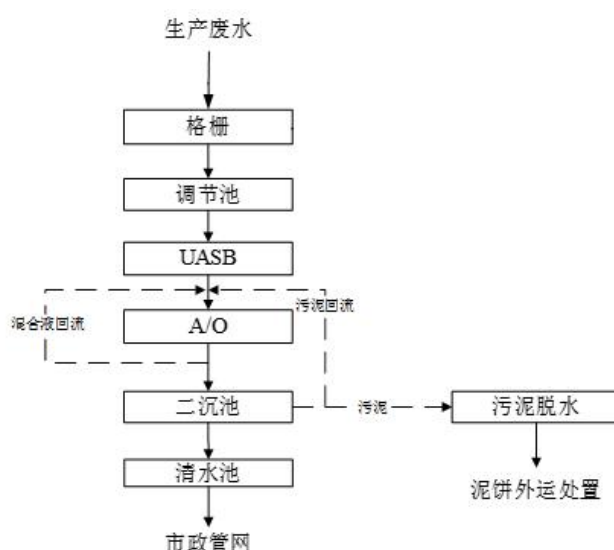 生产废水
格栅
调节池
UASB
混合液回流
污泥回流
A/O
二沉池
污泥
污泥脱水
清水池
泥饼外运处置
市政管网